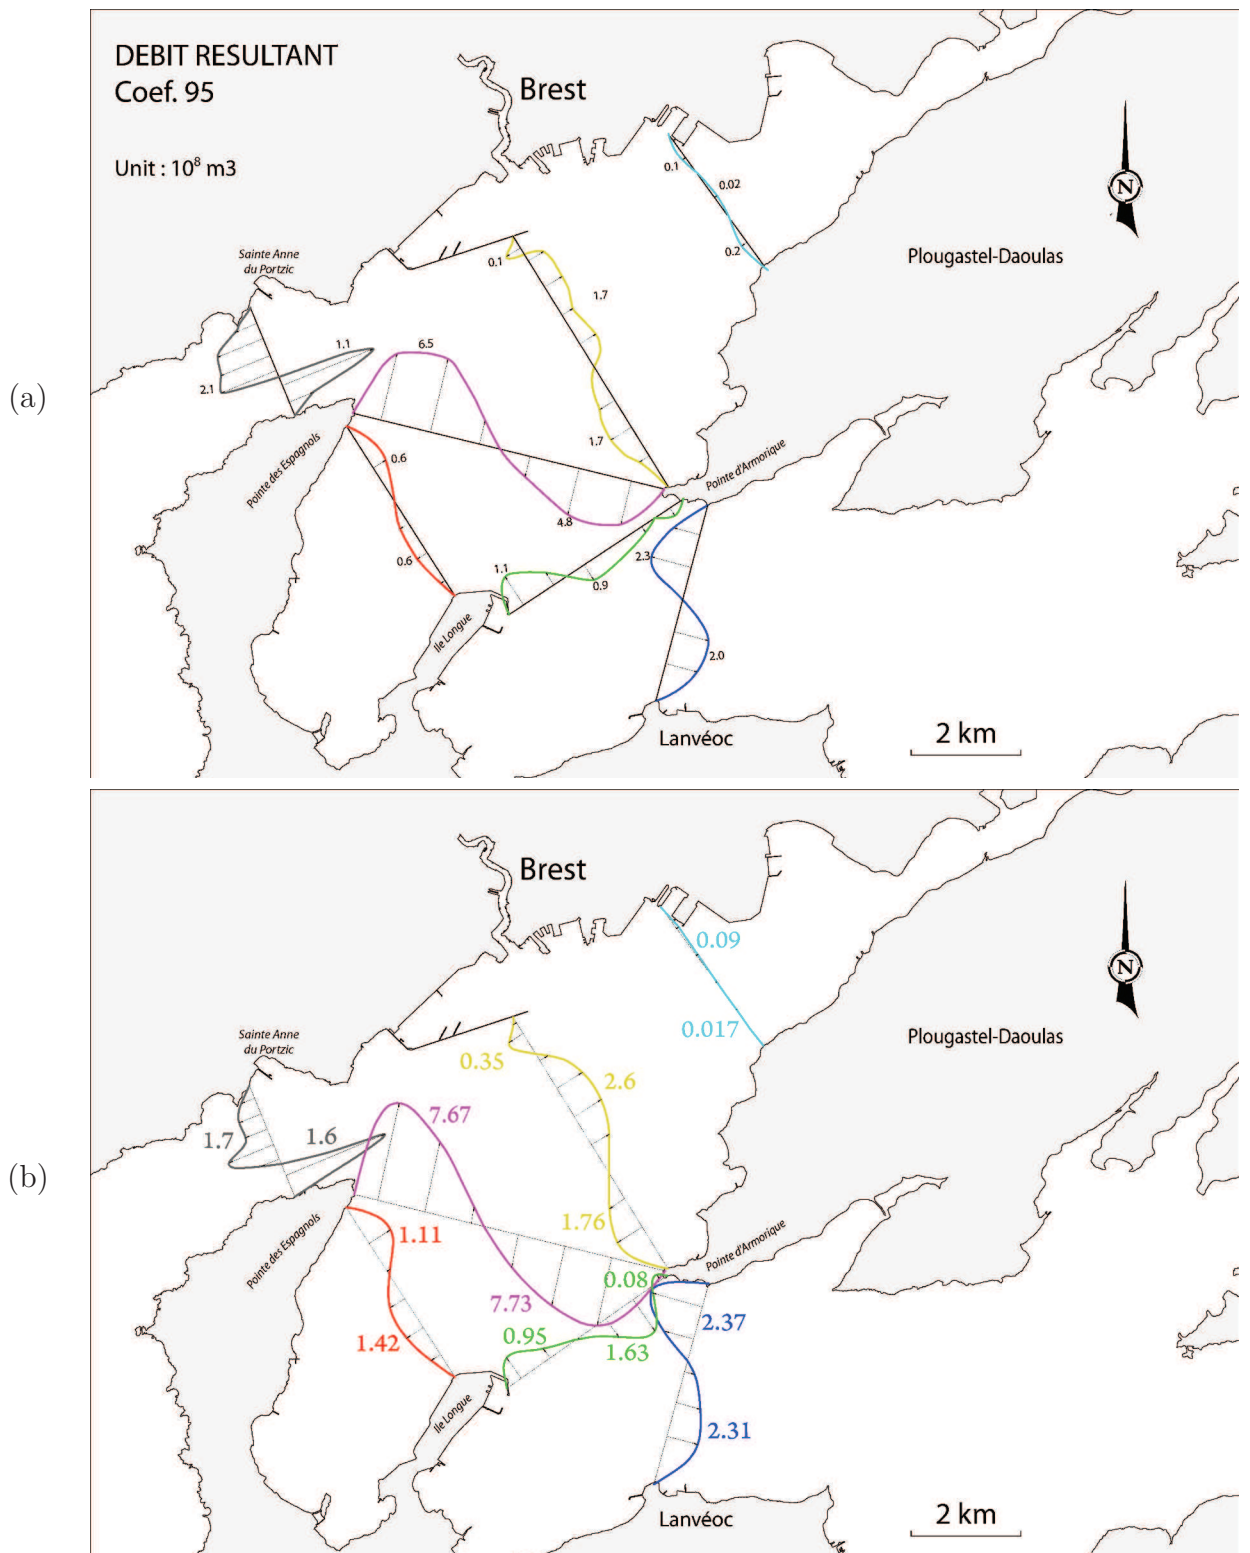 (a)
DEBIT RESULTANT
Coef. 95
Unit : 10⁸ m3
Brest
N
Sainte Anne
du Portzic
Plougastel-Daoulas
0.1
0.02
0.2
0.1
1.7
1.1
6.5
2.1
1.7
Pointe des Espagnols
0.6
Pointe d'Armorique
4.8
0.6
1.1
0.9
2.3
Ile Longue
2.0
Lanvéoc
2 km
(b)
Brest
N
Sainte Anne
du Portzic
Plougastel-Daoulas
0.09
0.017
0.35
2.6
7.67
1.7
1.6
1.76
Pointe des Espagnols
1.11
Pointe d'Armorique
0.08
7.73
2.37
0.95
1.63
1.42
Ile Longue
2.31
Lanvéoc
2 km